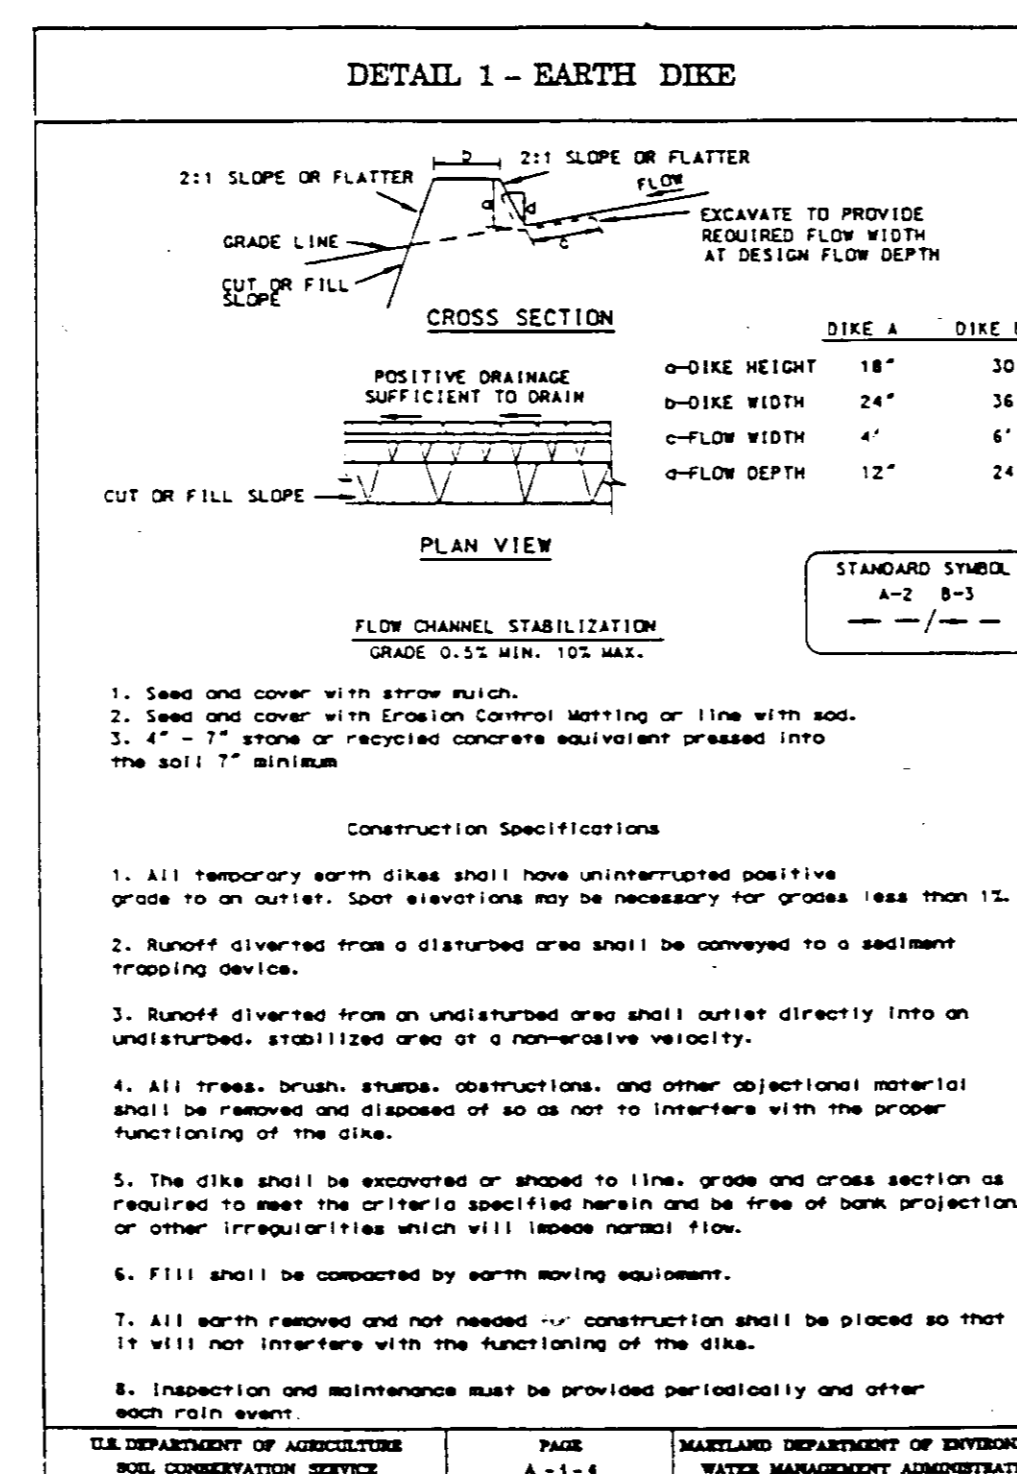 DETAIL 1 - EARTH DIKE
b
2:1 SLOPE OR FLATTER
2:1 SLOPE OR FLATTER
FLOW
a
d
EXCAVATE TO PROVIDE
REQUIRED FLOW WIDTH
AT DESIGN FLOW DEPTH
GRADE LINE
c
CUT OR FILL
SLOPE
CROSS SECTION
DIKE A DIKE
a-DIKE HEIGHT 18" 30
b-DIKE WIDTH 24" 36
c-FLOW WIDTH 4' 6'
d-FLOW DEPTH 12" 24
POSITIVE DRAINAGE
SUFFICIENT TO DRAIN
CUT OR FILL SLOPE
PLAN VIEW
STANDARD SYMBOL
A-2 B-3
FLOW CHANNEL STABILIZATION
GRADE 0.5% MIN. 10% MAX.
1. Seed and cover with straw mulch.
2. Seed and cover with Erosion Control Matting or line with sod.
3. 4" - 7" stone or recycled concrete equivalent pressed into
the soil 7" minimum
Construction Specifications
1. All temporary earth dikes shall have uninterrupted positive
grade to an outlet. Spot elevations may be necessary for grades less than 1%.
2. Runoff diverted from a disturbed area shall be conveyed to a sediment
trapping device.
3. Runoff diverted from an undisturbed area shall outlet directly into an
undisturbed, stabilized area at a non-erosive velocity.
4. All trees, brush, stumps, obstructions, and other objectional material
shall be removed and disposed of so as not to interfere with the proper
functioning of the dike.
5. The dike shall be excavated or shaped to line, grade and cross section as
required to meet the criteria specified herein and be free of bank projection
or other irregularities which will impede normal flow.
6. Fill shall be compacted by earth moving equipment.
7. All earth removed and not needed for construction shall be placed so that
it will not interfere with the functioning of the dike.
8. Inspection and maintenance must be provided periodically and after
each rain event.
U.S. DEPARTMENT OF AGRICULTURE
SOIL CONSERVATION SERVICE
PAGE
A - 1 - 6
MARYLAND DEPARTMENT OF ENVIRON
WATER MANAGEMENT ADMINISTRATI